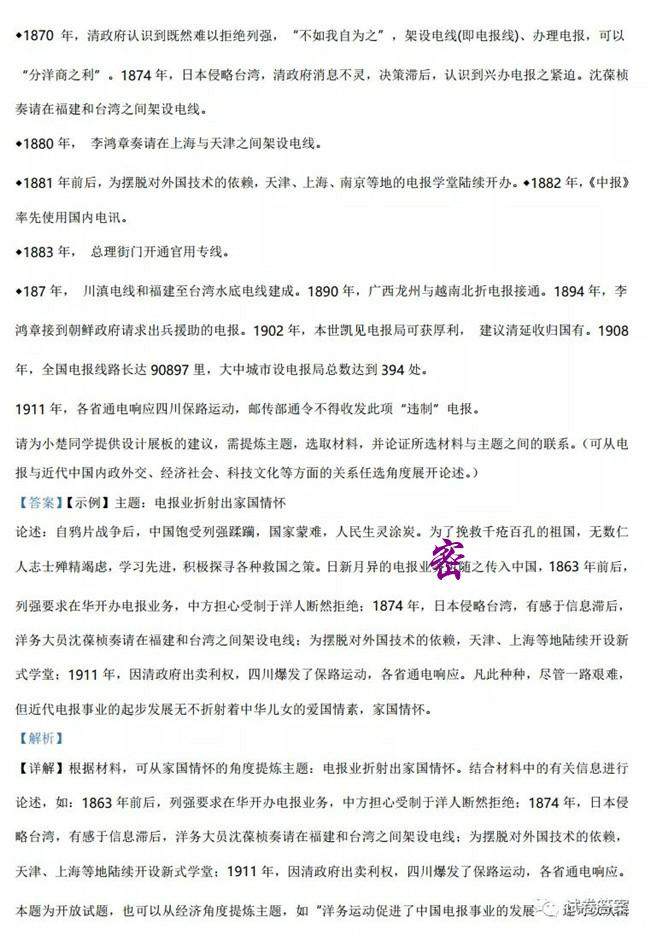 ◆1870 年，清政府认识到既然难以拒绝列强，“不如我自为之”，架设电线(即电报线)、办理电报，可以
“分洋商之利”。1874 年，日本侵略台湾，清政府消息不灵，决策滞后，认识到兴办电报之紧迫。沈葆桢
奏请在福建和台湾之间架设电线。
◆1880 年， 李鸿章奏请在上海与天津之间架设电线。
◆1881 年前后，为摆脱对外国技术的依赖，天津、上海、南京等地的电报学堂陆续开办。◆1882 年，《中报》
率先使用国内电讯。
◆1883 年， 总理街门开通官用专线。
◆187 年， 川滇电线和福建至台湾水底电线建成。1890 年，广西龙州与越南北折电报接通。1894 年，李
鸿章接到朝鲜政府请求出兵援助的电报。1902 年，本世凯见电报局可获厚利， 建议清延收归国有。1908
年，全国电报线路长达 90897 里，大中城市设电报局总数达到 394 处。
1911 年，各省通电响应四川保路运动，邮传部通令不得收发此项“违制”电报。
请为小楚同学提供设计展板的建议，需提炼主题，选取材料，并论证所选材料与主题之间的联系。（可从电
报与近代中国内政外交、经济社会、科技文化等方面的关系任选角度展开论述。）
【答案】【示例】主题：电报业折射出家国情怀
论述：自鸦片战争后，中国饱受列强蹂躏，国家蒙难，人民生灵涂炭。为了挽救千疮百孔的祖国，无数仁
人志士殚精竭虑，学习先进，积极探寻各种救国之策。日新月异的电报业 密 随之传入中国，1863 年前后，
列强要求在华开办电报业务，中方担心受制于洋人断然拒绝；1874 年，日本侵略台湾，有感于信息滞后，
洋务大员沈葆桢奏请在福建和台湾之间架设电线；为摆脱对外国技术的依赖，天津、上海等地陆续开设新
式学堂；1911 年，因清政府出卖利权，四川爆发了保路运动，各省通电响应。凡此种种，尽管一路艰难，
但近代电报事业的起步发展无不折射着中华儿女的爱国情素，家国情怀。
【解析】
【详解】根据材料，可从家国情怀的角度提炼主题：电报业折射出家国情怀。结合材料中的有关信息进行
论述，如：1863 年前后，列强要求在华开办电报业务，中方担心受制于洋人断然拒绝；1874 年，日本侵
略台湾，有感于信息滞后，洋务大员沈葆桢奏请在福建和台湾之间架设电线；为摆脱对外国技术的依赖，
天津、上海等地陆续开设新式学堂；1911 年，因清政府出卖利权，四川爆发了保路运动，各省通电响应。
本题为开放试题，也可以从经济角度提炼主题，如“洋务运动促进了中国电报事业的发展
试卷答案